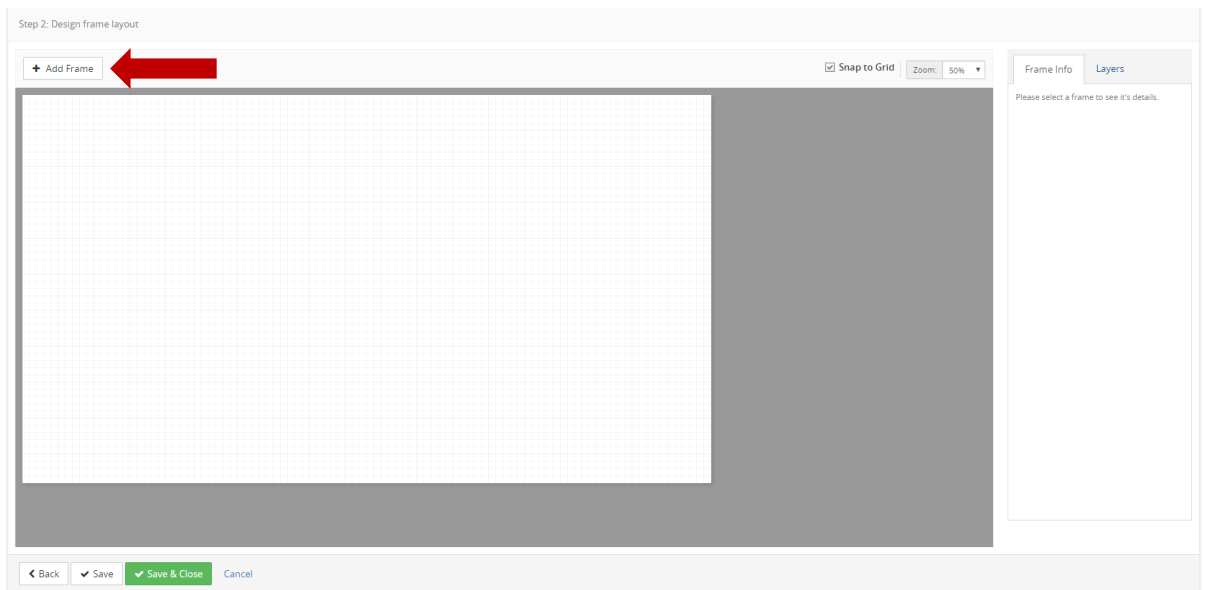 Step 2: Design frame layout
Add Frame
Snap to Grid
Zoom: 50%
Frame Info Layers
Please select a frame to see it's details.
Back Save Save & Close Cancel